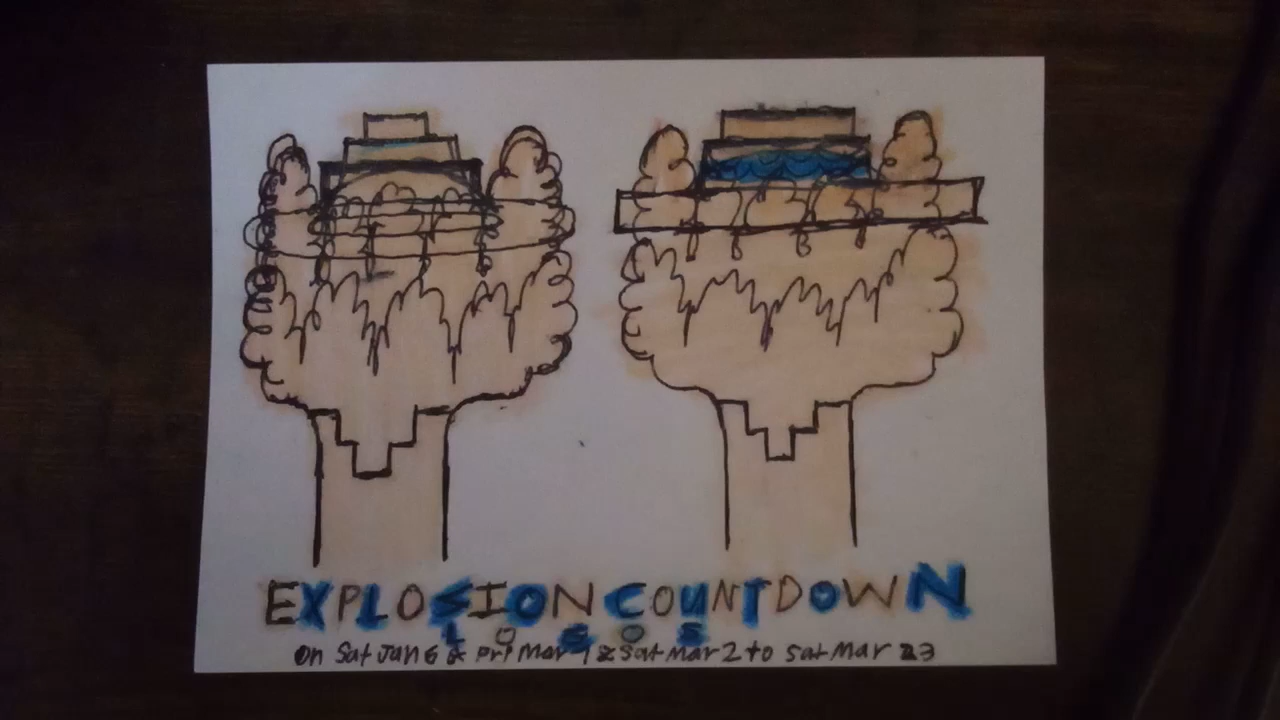 EXPLOSION COUNTDOWN
LOGOS
on Sat Jan 6 & Fri Mar 1 & Sat Mar 2 to Sat Mar 23